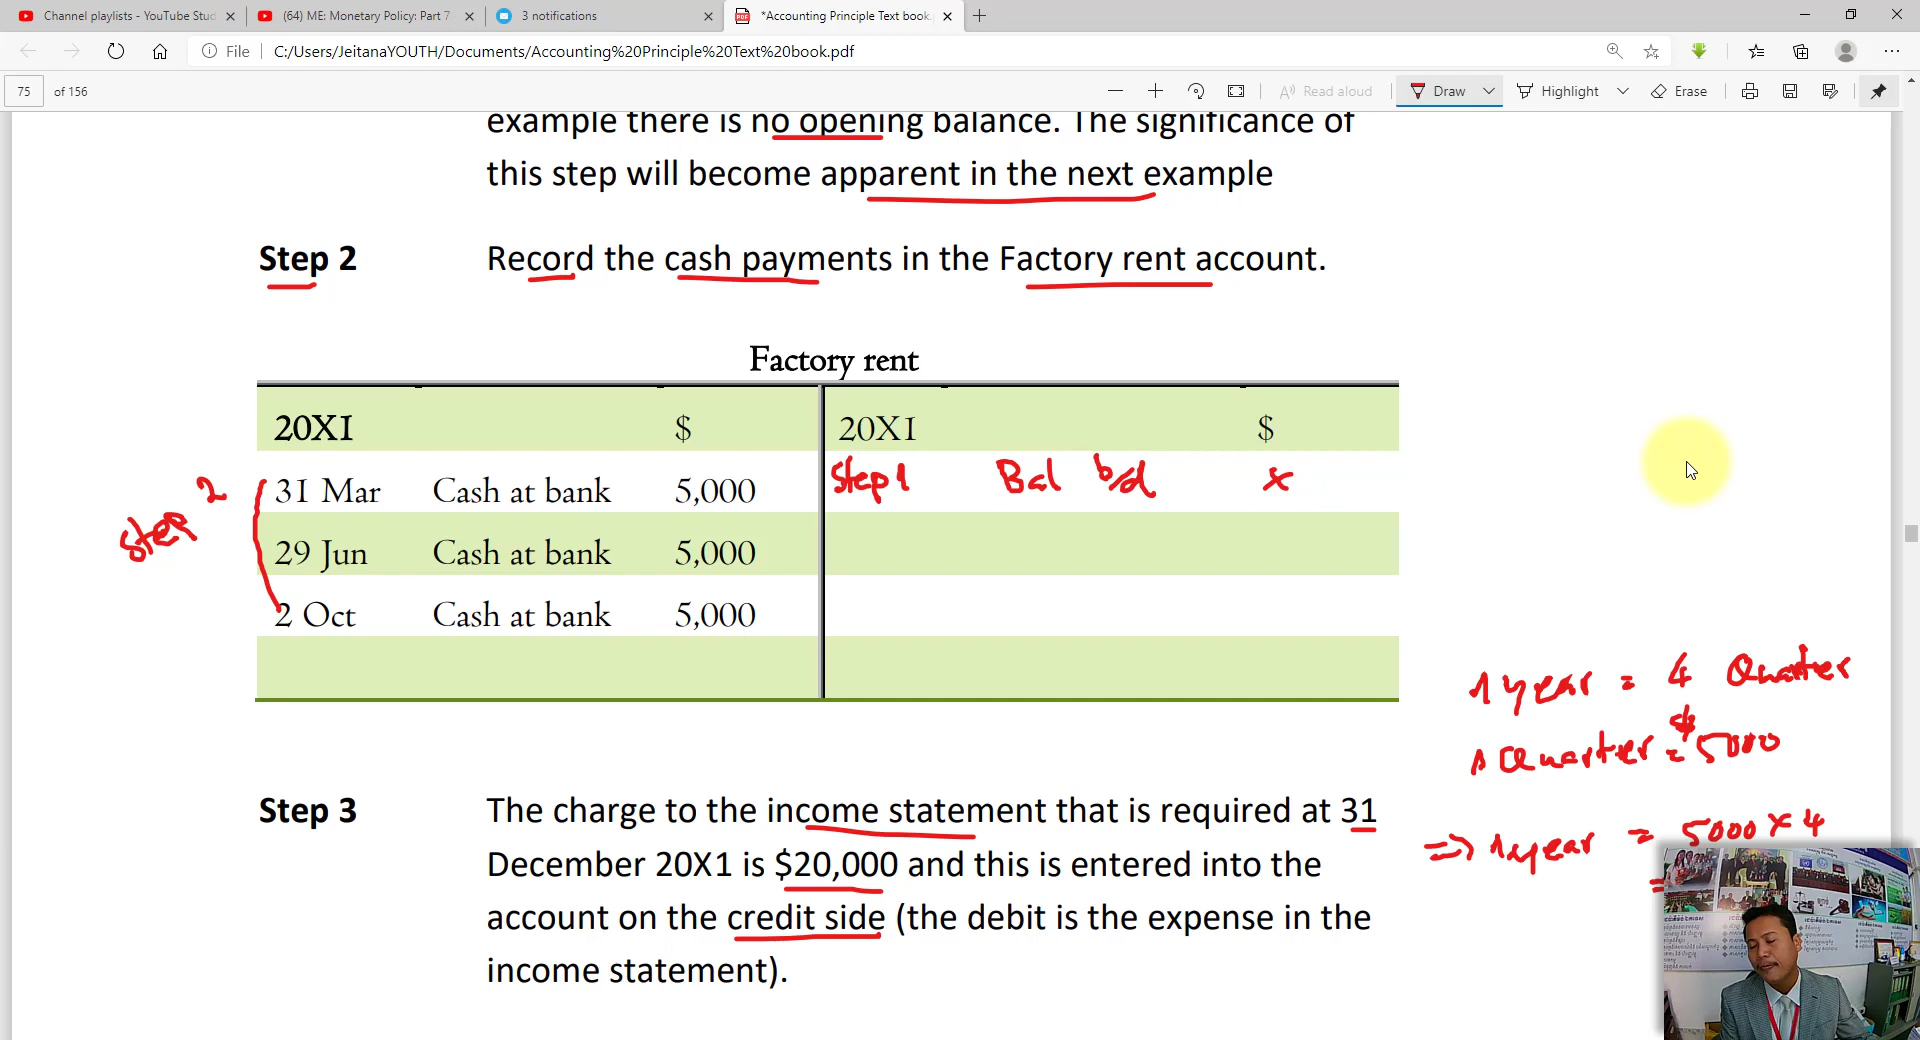 Channel playlists - YouTube Stud
(64) ME: Monetary Policy: Part 7
3 notifications
*Accounting Principle Text book.
File
C:/Users/JeitanaYOUTH/Documents/Accounting%20Principle%20Text%20book.pdf
75 of 156
Read aloud
Draw
Highlight
Erase
example there is no opening balance. The significance of
this step will become apparent in the next example
Step 2 Record the cash payments in the Factory rent account.
Factory rent
20X1 $ 20X1 $
step 2
31 Mar Cash at bank 5,000 Step 1 Bal b/d x
29 Jun Cash at bank 5,000
2 Oct Cash at bank 5,000
1 year = 4 Quarter
1 Quarter = $5000
=> 1 year = 5000 x 4
=
Step 3 The charge to the income statement that is required at 31
December 20X1 is $20,000 and this is entered into the
account on the credit side (the debit is the expense in the
income statement).